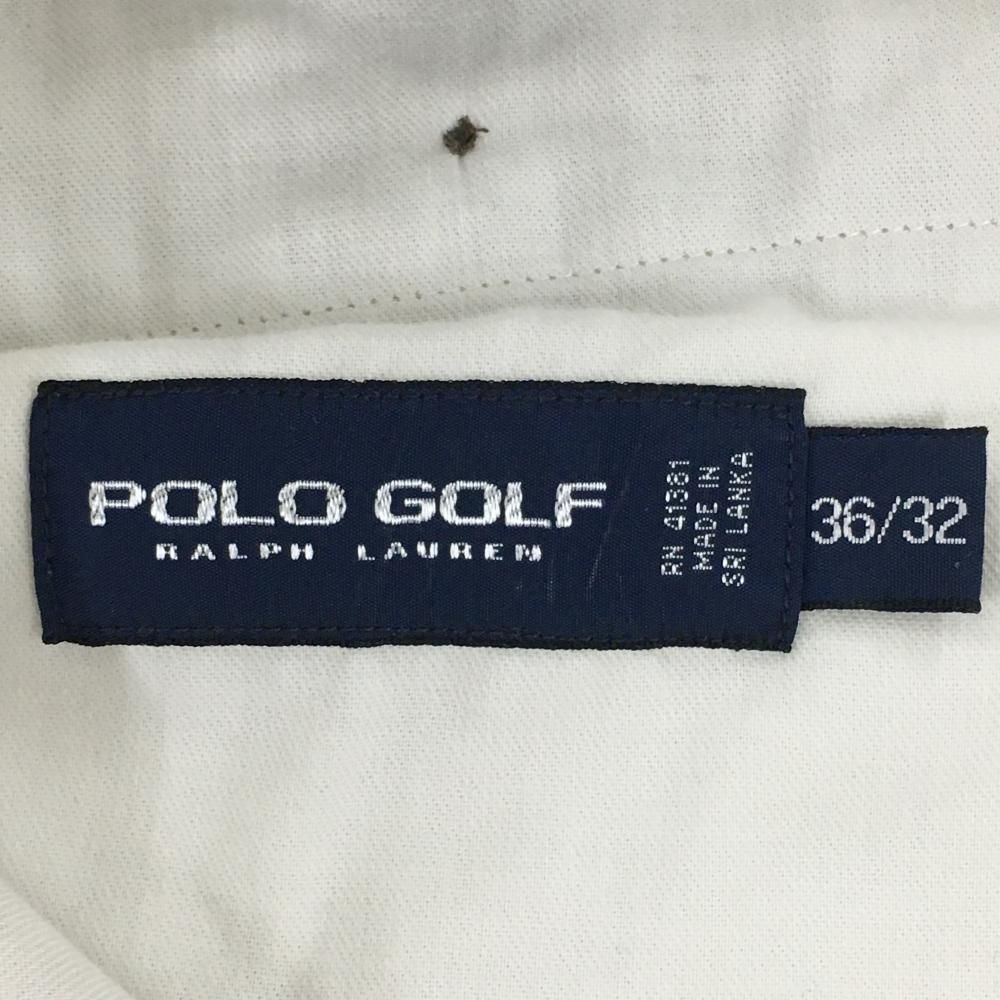 POLO GOLF
RALPH LAUREN
RN 41381
MADE IN
SRI LANKA
36/32